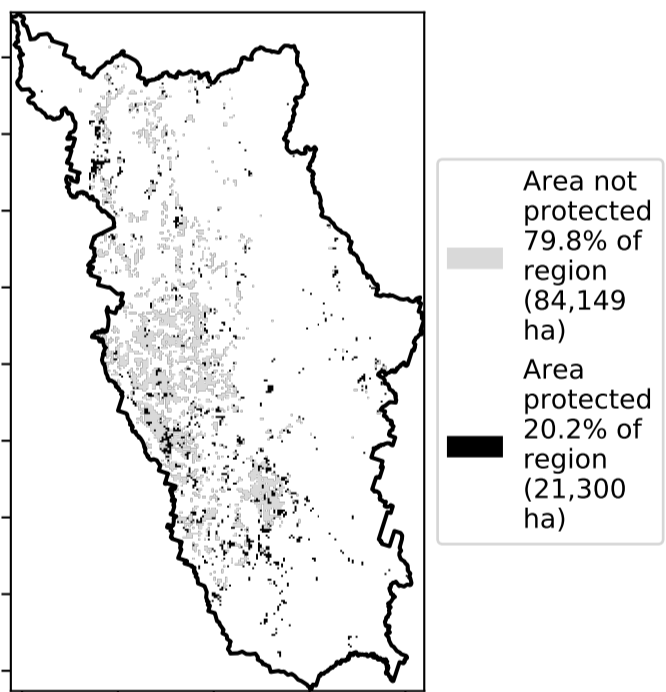 Area not
protected
79.8% of
region
(84,149
ha)
Area
protected
20.2% of
region
(21,300
ha)